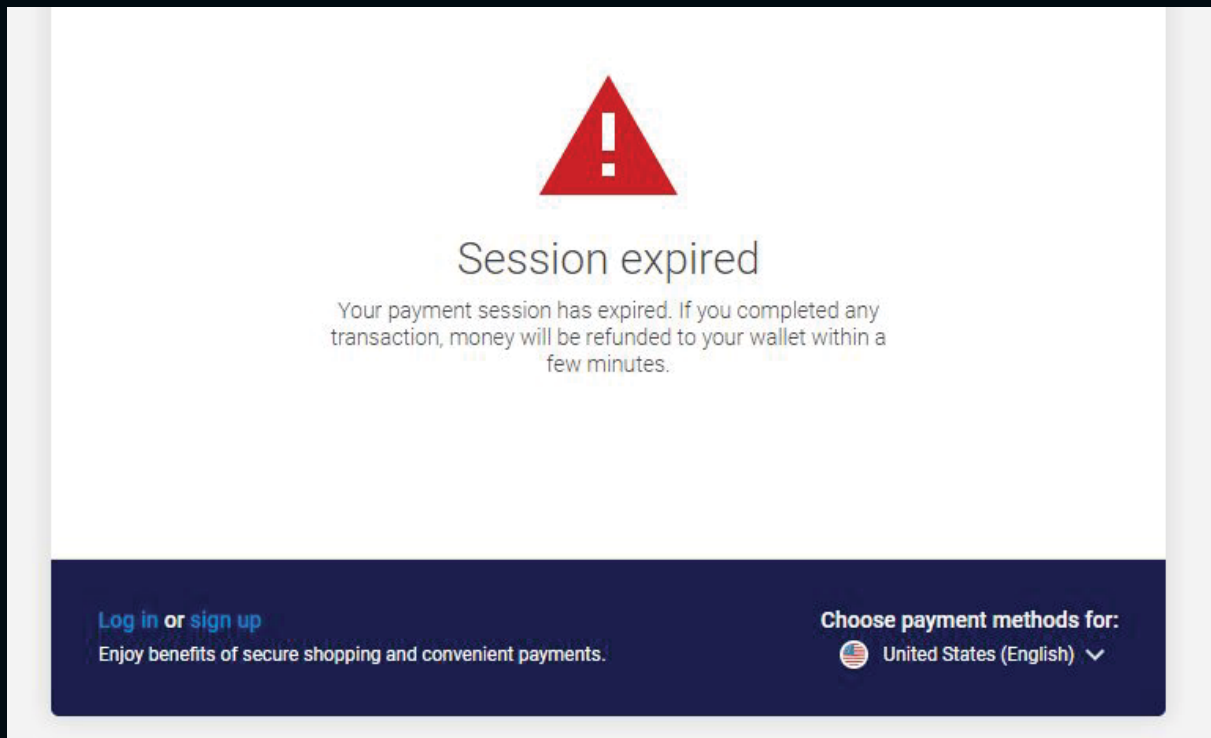 Session expired
Your payment session has expired. If you completed any
transaction, money will be refunded to your wallet within a
few minutes.
Log in or sign up
Enjoy benefits of secure shopping and convenient payments.
Choose payment methods for:
United States (English)